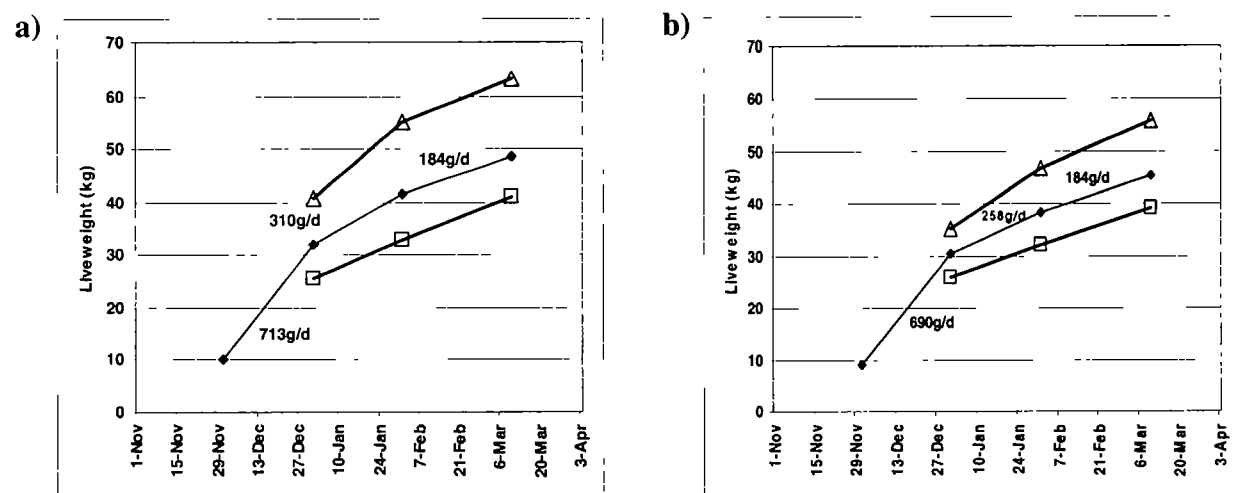 a)
70
60
50
40
30
20
10
0
Liveweight (kg)
184g/d
310g/d
713g/d
1-Nov
15-Nov
29-Nov
13-Dec
27-Dec
10-Jan
24-Jan
7-Feb
21-Feb
6-Mar
20-Mar
3-Apr
b)
70
60
50
40
30
20
10
0
Liveweight (kg)
184g/d
258g/d
690g/d
1-Nov
15-Nov
29-Nov
13-Dec
27-Dec
10-Jan
24-Jan
7-Feb
21-Feb
6-Mar
20-Mar
3-Apr